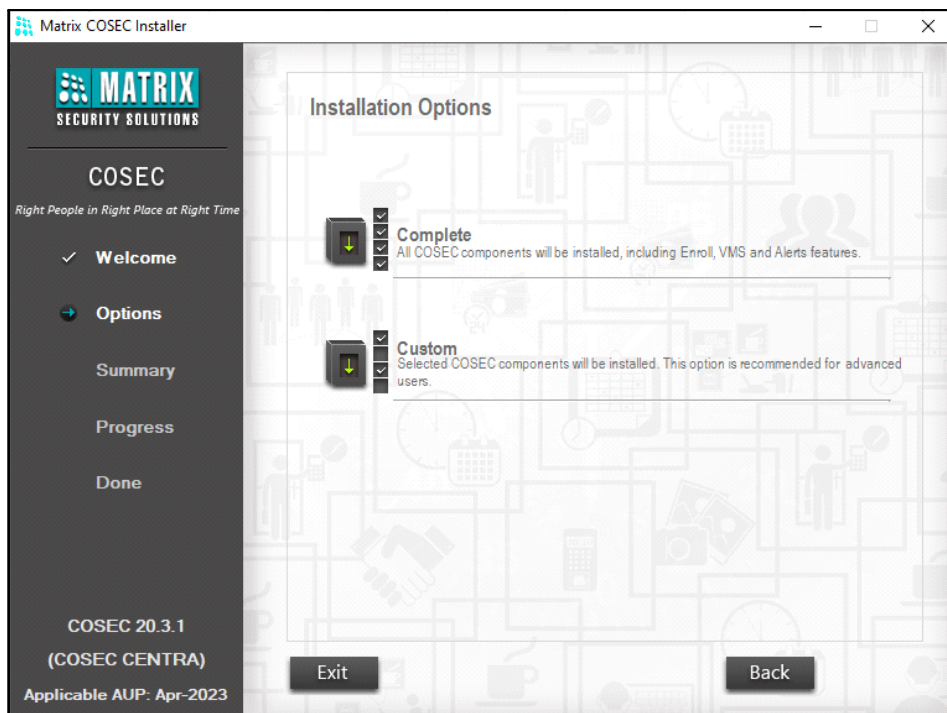 Matrix COSEC Installer
MATRIX
SECURITY SOLUTIONS
COSEC
Right People in Right Place at Right Time
Welcome
Options
Summary
Progress
Done
COSEC 20.3.1
(COSEC CENTRA)
Applicable AUP: Apr-2023
Installation Options
Complete
All COSEC components will be installed, including Enroll, VMS and Alerts features.
Custom
Selected COSEC components will be installed. This option is recommended for advanced
users.
Exit
Back